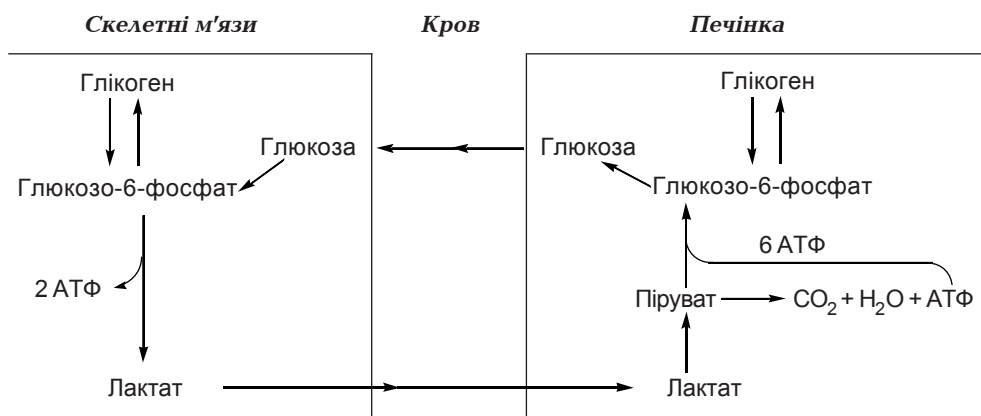 Скелетні м'язи
Кров
Печінка
Глікоген
Глюкоза
Глюкозо-6-фосфат
2 АТФ
Лактат
Глікоген
Глюкоза
Глюкозо-6-фосфат
6 АТФ
Піруват
CO₂ + H₂O + АТФ
Лактат